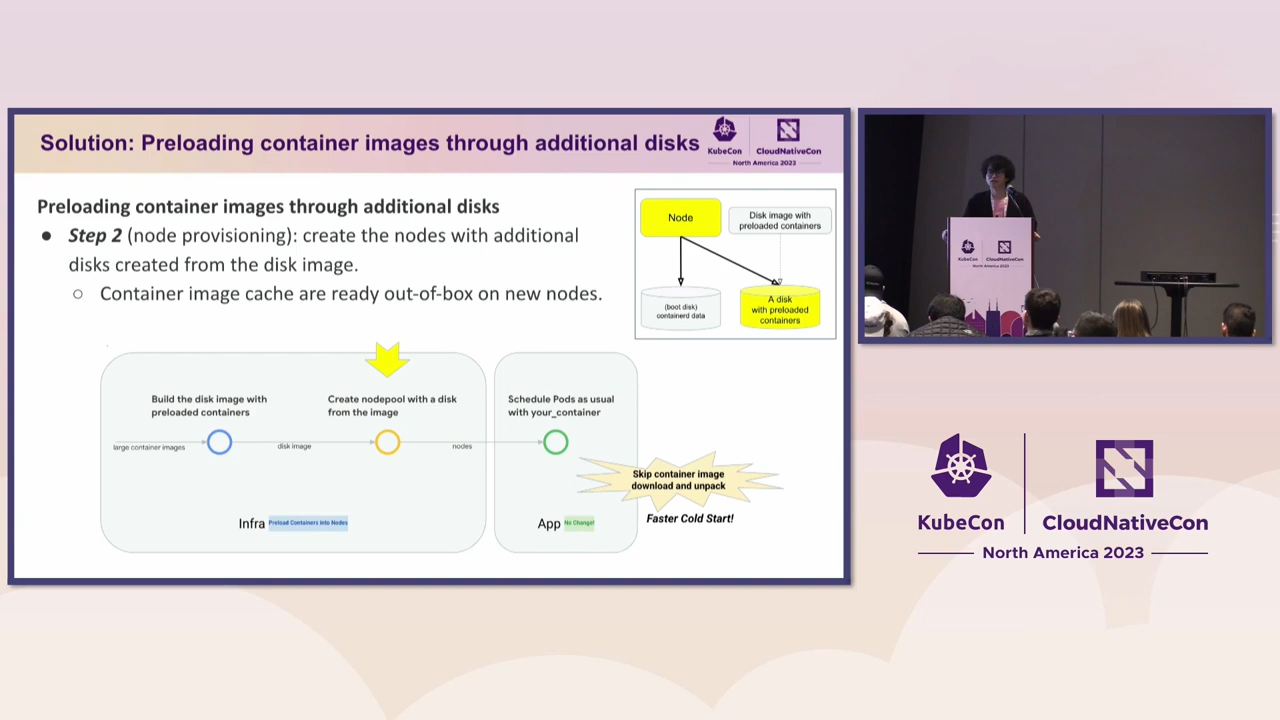 Solution: Preloading container images through additional disks
KubeCon
CloudNativeCon
North America 2023
Preloading container images through additional disks
● Step 2 (node provisioning): create the nodes with additional
disks created from the disk image.
○ Container image cache are ready out-of-box on new nodes.
Node
Disk image with
preloaded containers
(boot disk)
containerd data
A disk
with preloaded
containers
Build the disk image with
preloaded containers
Create nodepool with a disk
from the image
Schedule Pods as usual
with your_container
large container images
disk image
nodes
Skip container image
download and unpack
Faster Cold Start!
Infra Preload Containers Into Nodes
App No Change!
KubeCon
CloudNativeCon
North America 2023
KubeCon
CloudNativeCon
North America 2023